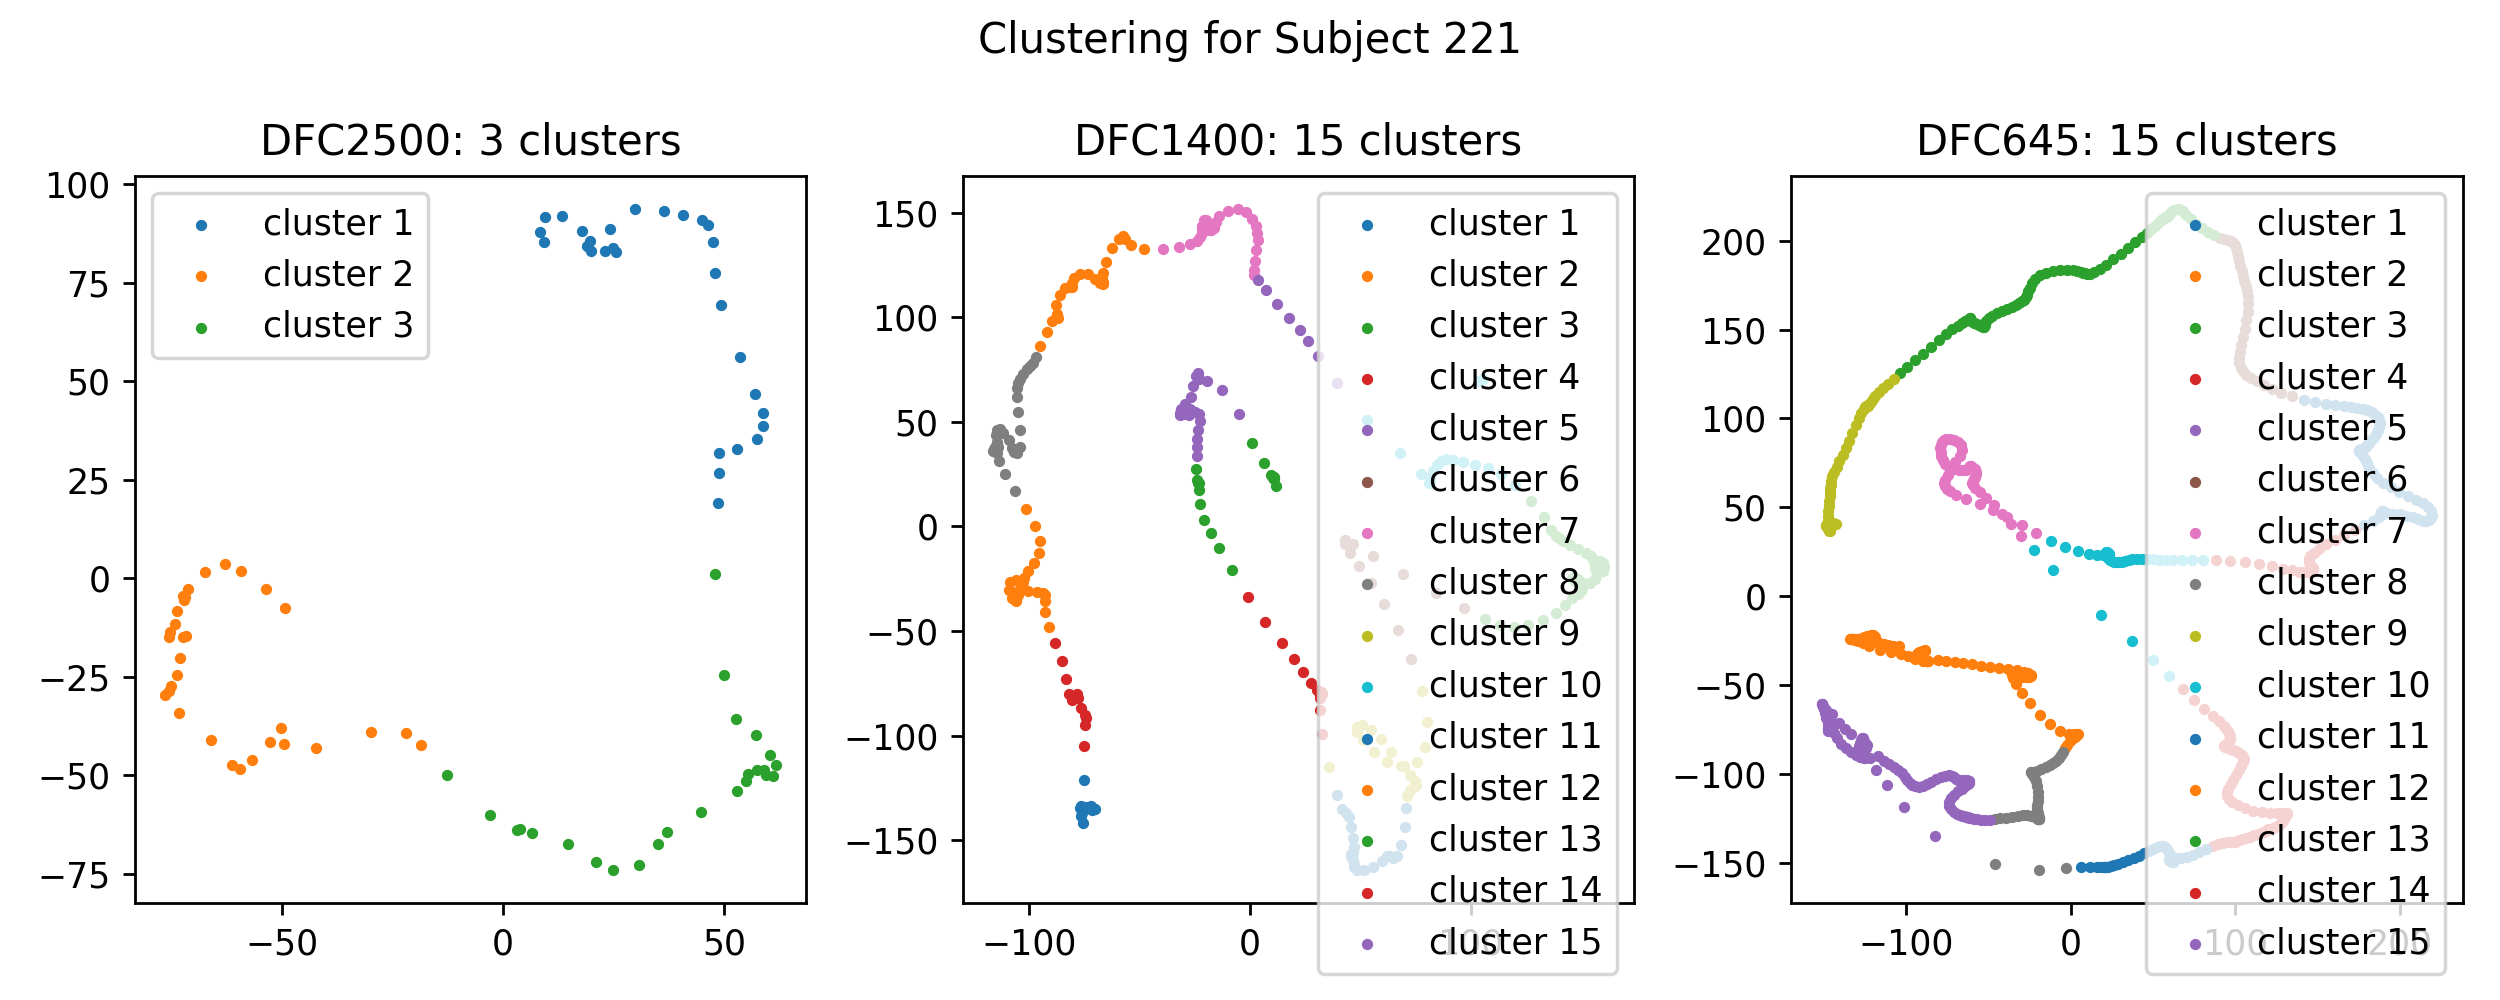 Clustering for Subject 221
DFC2500: 3 clusters
100
75
50
25
0
−25
−50
−75
−50
0
50
cluster 1
cluster 2
cluster 3
DFC1400: 15 clusters
150
100
50
0
−50
−100
−150
−100
0
100
cluster 1
cluster 2
cluster 3
cluster 4
cluster 5
cluster 6
cluster 7
cluster 8
cluster 9
cluster 10
cluster 11
cluster 12
cluster 13
cluster 14
cluster 15
DFC645: 15 clusters
200
150
100
50
0
−50
−100
−150
−100
0
100
200
cluster 1
cluster 2
cluster 3
cluster 4
cluster 5
cluster 6
cluster 7
cluster 8
cluster 9
cluster 10
cluster 11
cluster 12
cluster 13
cluster 14
cluster 15